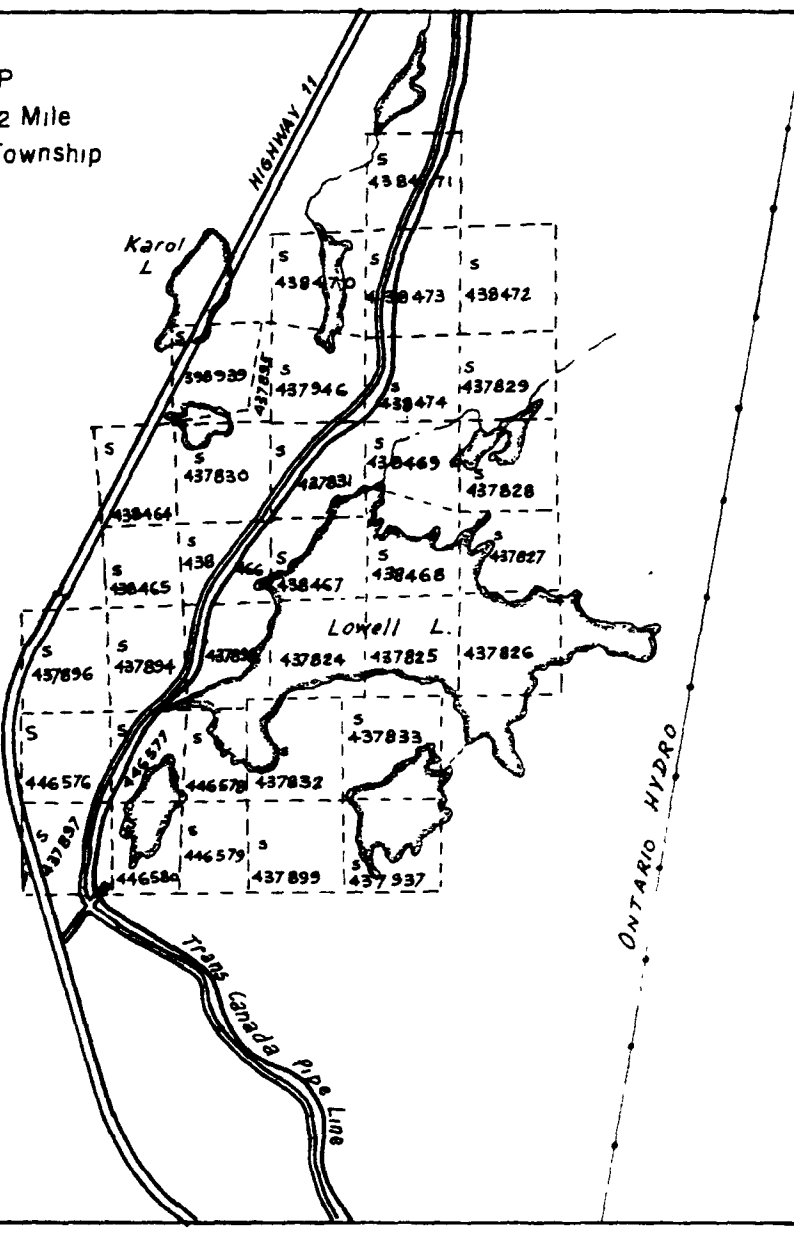 P
2 Mile
Township
HIGHWAY 11
S
438471
Karol
L
S
438470
S
438473
S
438472
S
398939
437895
S
437946
S
438474
S
437829
S
438464
S
437830
S
437831
S
438469
S
437828
S
438465
S
438 466
S
438467
S
438468
S
437827
Lowell L.
S
437896
S
437894
437824
437825
437826
S
446576
S
446577
S
446578
S
437832
S
437833
S
437897
446580
S
446579
S
437899
S
437937
ONTARIO HYDRO
Trans Canada Pipe Line